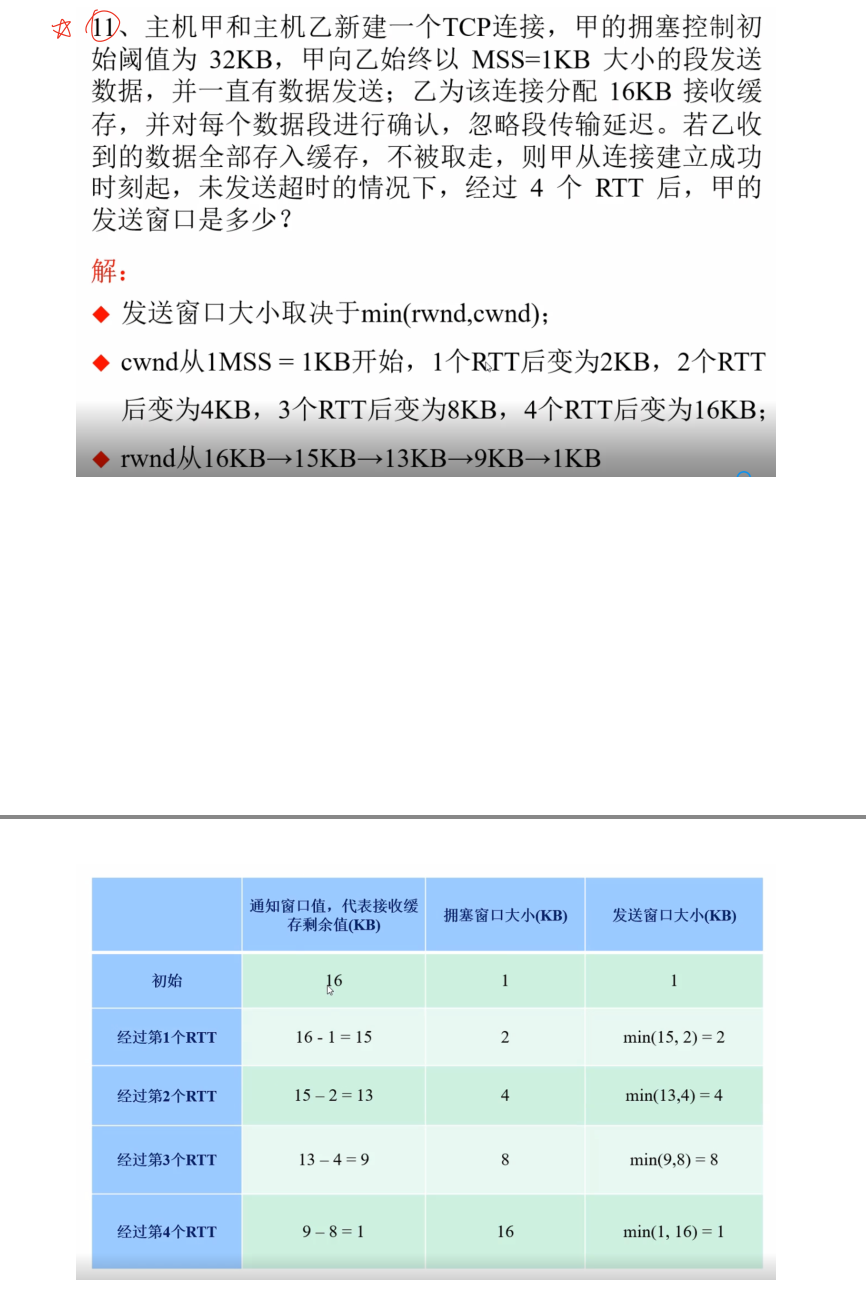 11、主机甲和主机乙新建一个TCP连接，甲的拥塞控制初
始阈值为 32KB，甲向乙始终以 MSS=1KB 大小的段发送
数据，并一直有数据发送；乙为该连接分配 16KB 接收缓
存，并对每个数据段进行确认，忽略段传输延迟。若乙收
到的数据全部存入缓存，不被取走，则甲从连接建立成功
时刻起，未发送超时的情况下，经过 4 个 RTT 后，甲的
发送窗口是多少？
解：
发送窗口大小取决于min(rwnd,cwnd)；
cwnd从1MSS = 1KB开始，1个RTT后变为2KB，2个RTT
后变为4KB，3个RTT后变为8KB，4个RTT后变为16KB；
rwnd从16KB→15KB→13KB→9KB→1KB
通知窗口值，代表接收缓
存剩余值(KB)
拥塞窗口大小(KB)
发送窗口大小(KB)
初始
16
1
1
经过第1个RTT
16 - 1 = 15
2
min(15, 2) = 2
经过第2个RTT
15 – 2 = 13
4
min(13,4) = 4
经过第3个RTT
13 – 4 = 9
8
min(9,8) = 8
经过第4个RTT
9 – 8 = 1
16
min(1, 16) = 1